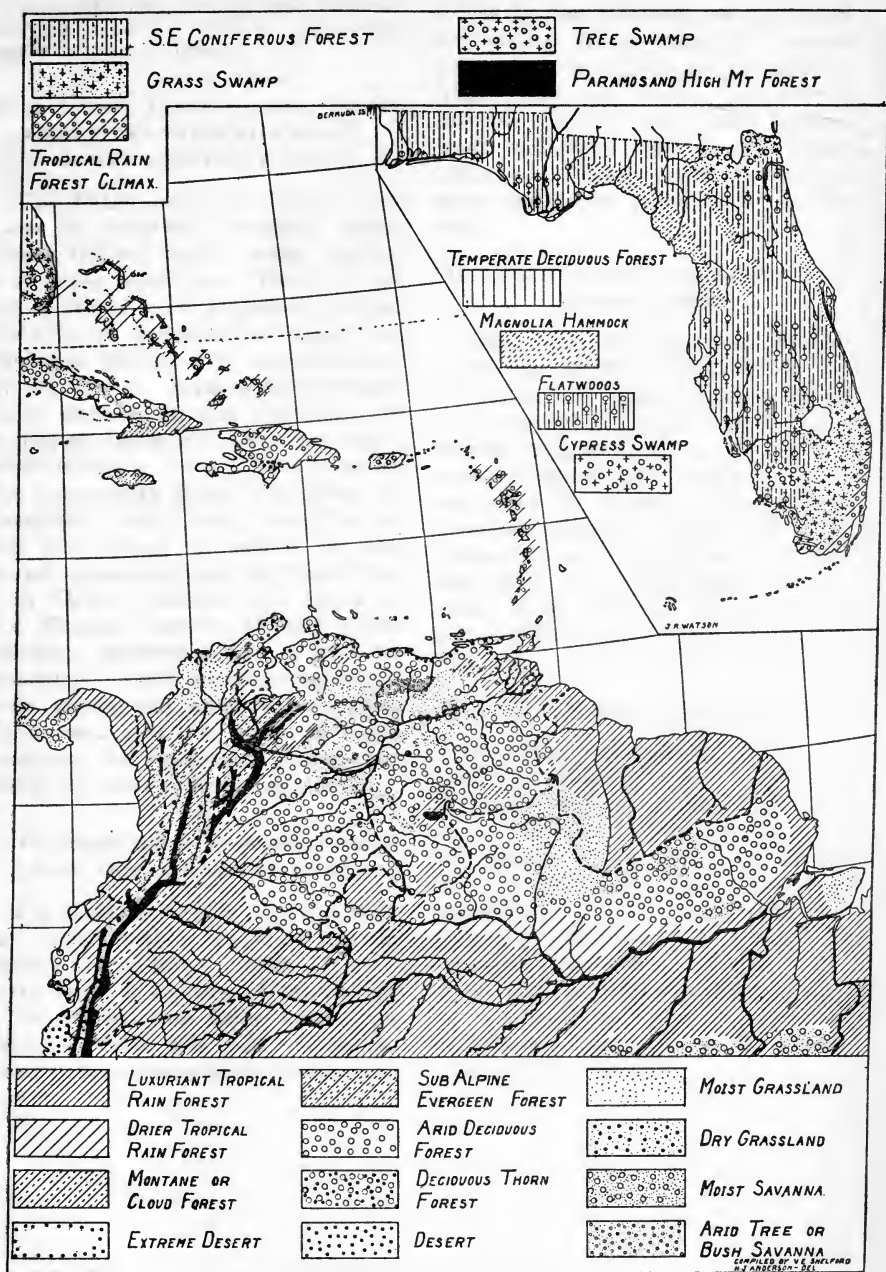 S.E CONIFEROUS FOREST
TREE SWAMP
GRASS SWAMP
PARAMOS AND HIGH MT FOREST
TROPICAL RAIN
FOREST CLIMAX.
BERMUDA IS.
TEMPERATE DECIDUOUS FOREST
MAGNOLIA HAMMOCK
FLATWOODS
CYPRESS SWAMP
J.R. WATSON
LUXURIANT TROPICAL
RAIN FOREST
SUB ALPINE
EVERGEEN FOREST
MOIST GRASSLAND
DRIER TROPICAL
RAIN FOREST
ARID DECIDUOUS
FOREST
DRY GRASSLAND
MONTANE OR
CLOUD FOREST
DECIDUOUS THORN
FOREST
MOIST SAVANNA.
EXTREME DESERT
DESERT
ARID TREE OR
BUSH SAVANNA
COMPILED BY V.E. SHELFORD
H.J. ANDERSON-DEL